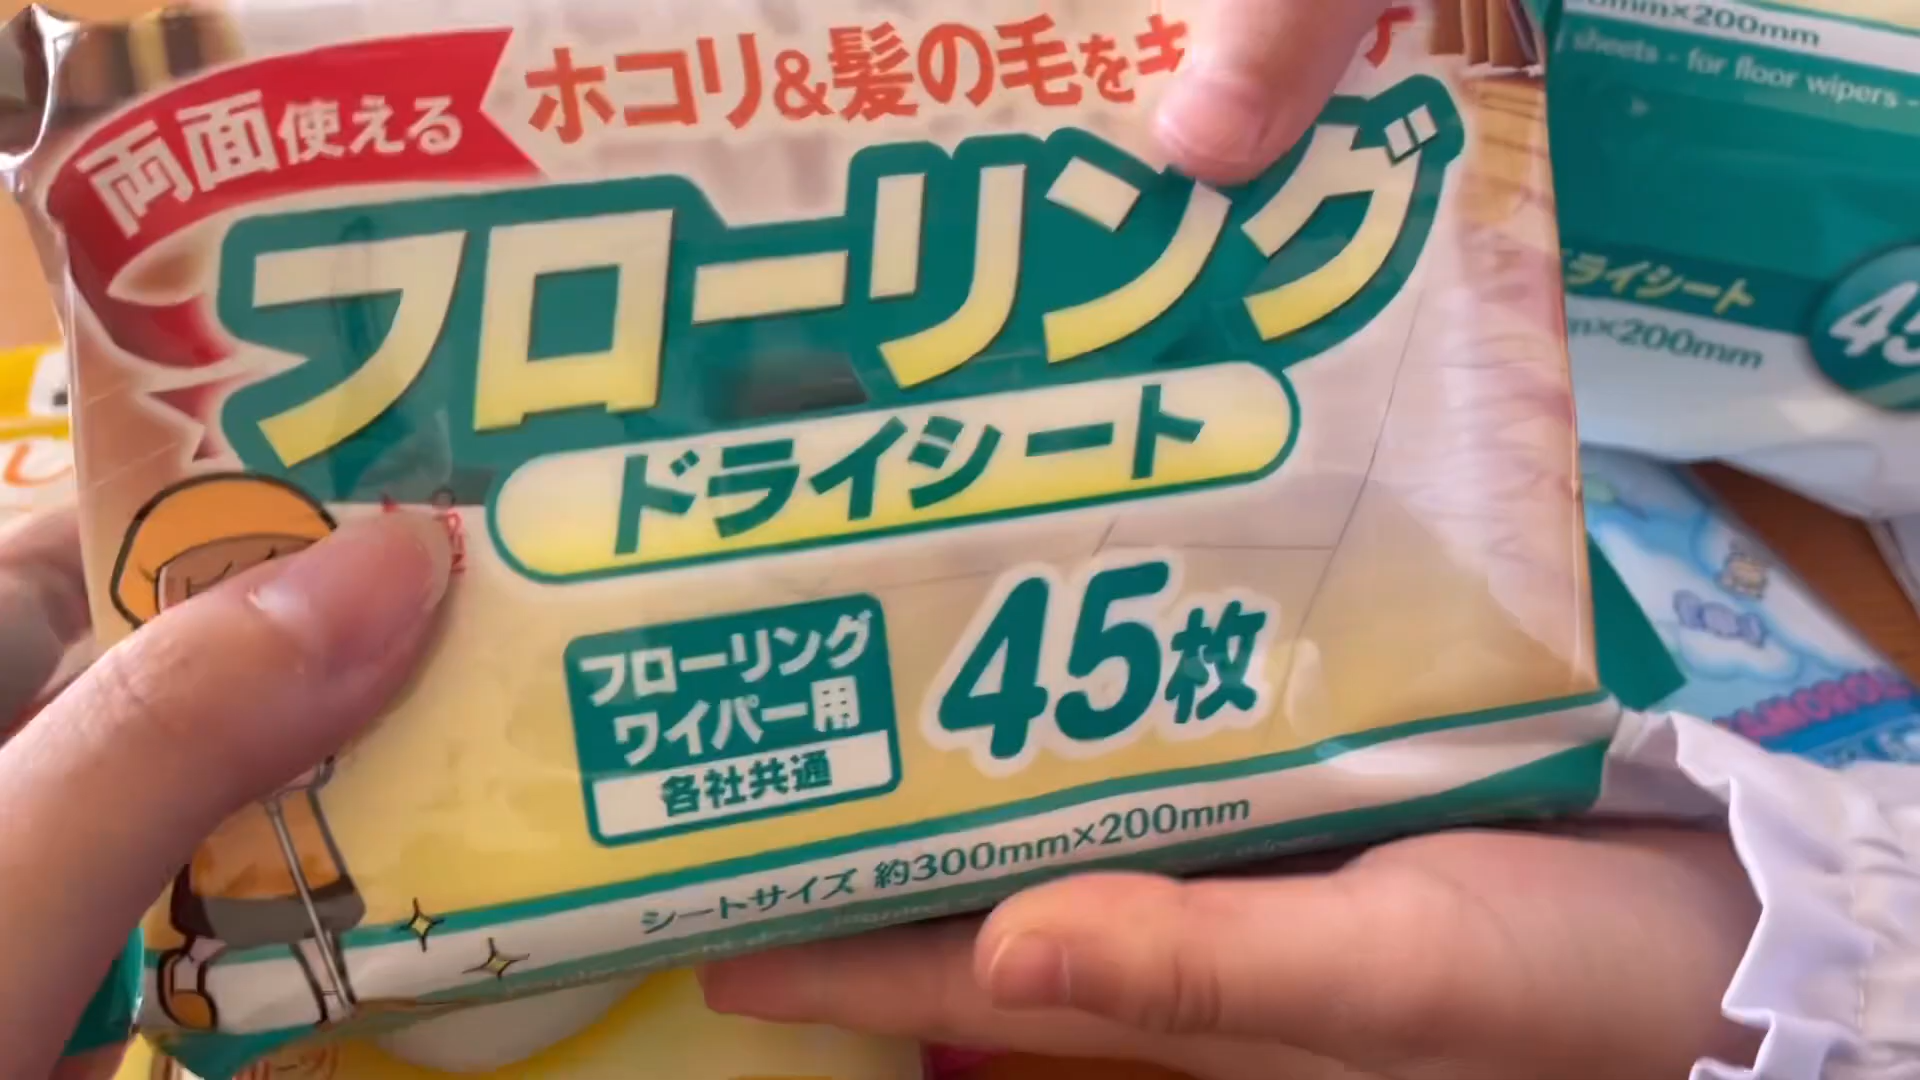 両面使える
ホコリ&髪の毛をキ
フローリング
ドライシート
フローリング
ワイパー用
各社共通
45枚
シートサイズ 約300mm×200mm
mm×200mm
sheets - for floor wipers -
ドライシート
×200mm
45